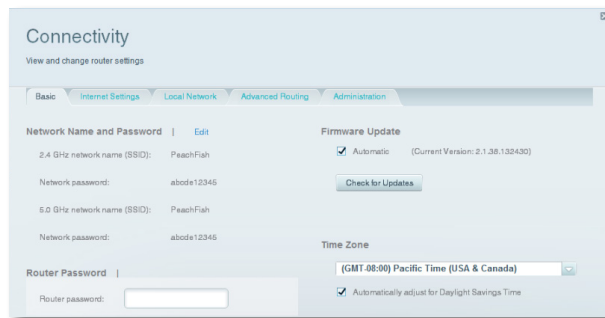 Connectivity
View and change router settings
Basic
Internet Settings
Local Network
Advanced Routing
Administration
Network Name and Password | Edit
2.4 GHz network name (SSID): PeachFish
Network password: abcde12345
5.0 GHz network name (SSID): PeachFish
Network password: abcde12345
Router Password |
Router password:
Firmware Update
Automatic (Current Version: 2.1.38.132430)
Check for Updates
Time Zone
(GMT-08:00) Pacific Time (USA & Canada)
Automatically adjust for Daylight Savings Time